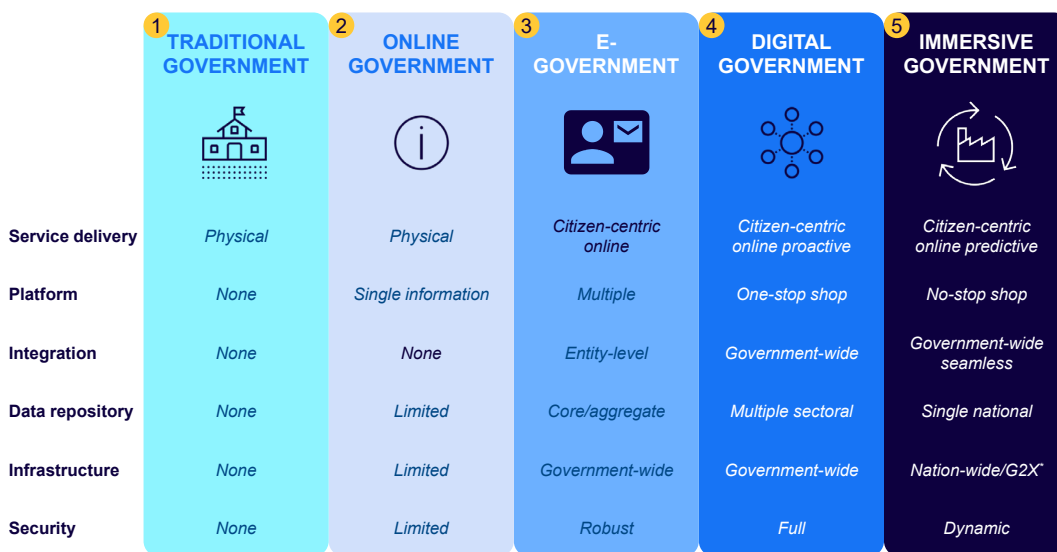 1
TRADITIONAL
GOVERNMENT
2
ONLINE
GOVERNMENT
3
E-
GOVERNMENT
4
DIGITAL
GOVERNMENT
5
IMMERSIVE
GOVERNMENT
Service delivery
Physical
Physical
Citizen-centric
online
Citizen-centric
online proactive
Citizen-centric
online predictive
Platform
None
Single information
Multiple
One-stop shop
No-stop shop
Integration
None
None
Entity-level
Government-wide
Government-wide
seamless
Data repository
None
Limited
Core/aggregate
Multiple sectoral
Single national
Infrastructure
None
Limited
Government-wide
Government-wide
Nation-wide/G2X*
Security
None
Limited
Robust
Full
Dynamic